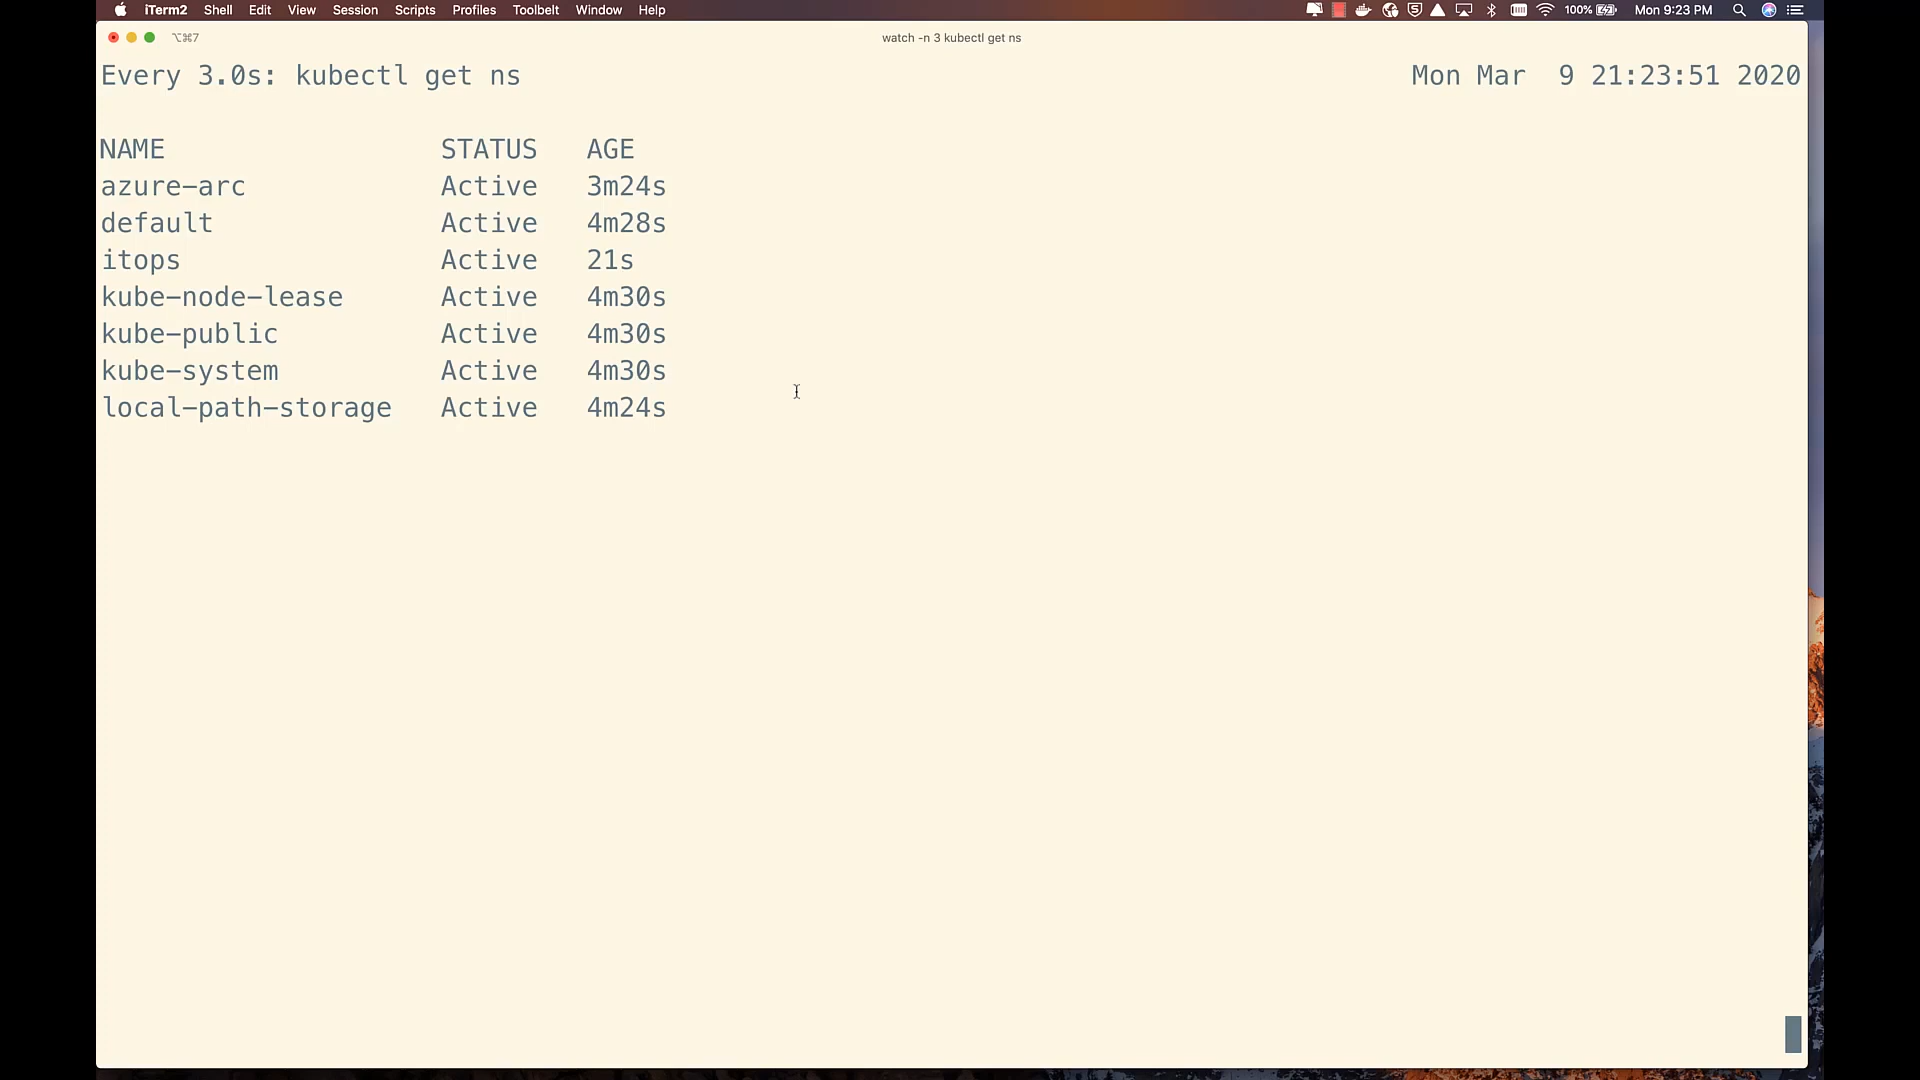 iTerm2 Shell Edit View Session Scripts Profiles Toolbelt Window Help 100% Mon 9:23 PM
⌥⌘7 watch -n 3 kubectl get ns
Every 3.0s: kubectl get ns Mon Mar  9 21:23:51 2020
NAME STATUS AGE
azure-arc Active 3m24s
default Active 4m28s
itops Active 21s
kube-node-lease Active 4m30s
kube-public Active 4m30s
kube-system Active 4m30s
local-path-storage Active 4m24s